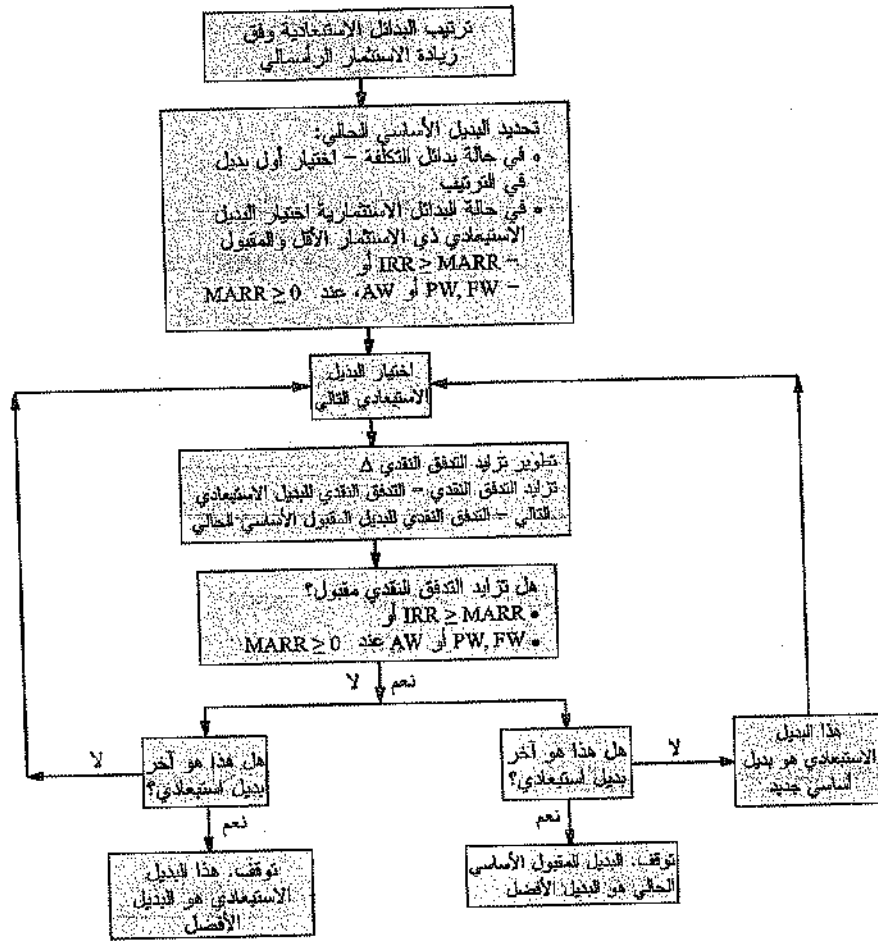 ترتيب البدائل الاستبعادية وفق
زيادة الاستثمار الرأسمالي
تحديد البديل الأساسي الحالي:
• في حالة بدائل التكلفة – اختيار أول بديل
في الترتيب
• في حالة البدائل الاستثمارية اختيار البديل
الاستبعادي ذي الاستثمار الأقل والمقبول
– IRR ≥ MARR أو
– PW, FW أو AW، عند MARR ≥ 0
اختيار البديل
الاستبعادي التالي
تطوير تزايد التدفق النقدي Δ
تزايد التدفق النقدي = التدفق النقدي للبديل الاستبعادي
التالي – التدفق النقدي للبديل المقبول الأساسي الحالي
هل تزايد التدفق النقدي مقبول؟
• IRR ≥ MARR أو
• PW, FW أو AW عند MARR ≥ 0
نعم
لا
هذا البديل
الاستبعادي هو بديل
أساسي جديد
لا
هل هذا هو آخر
بديل استبعادي؟
هل هذا هو آخر
بديل استبعادي؟
لا
نعم
نعم
توقف. البديل المقبول الأساسي
الحالي هو البديل الأفضل
توقف. هذا البديل
الاستبعادي هو البديل
الأفضل